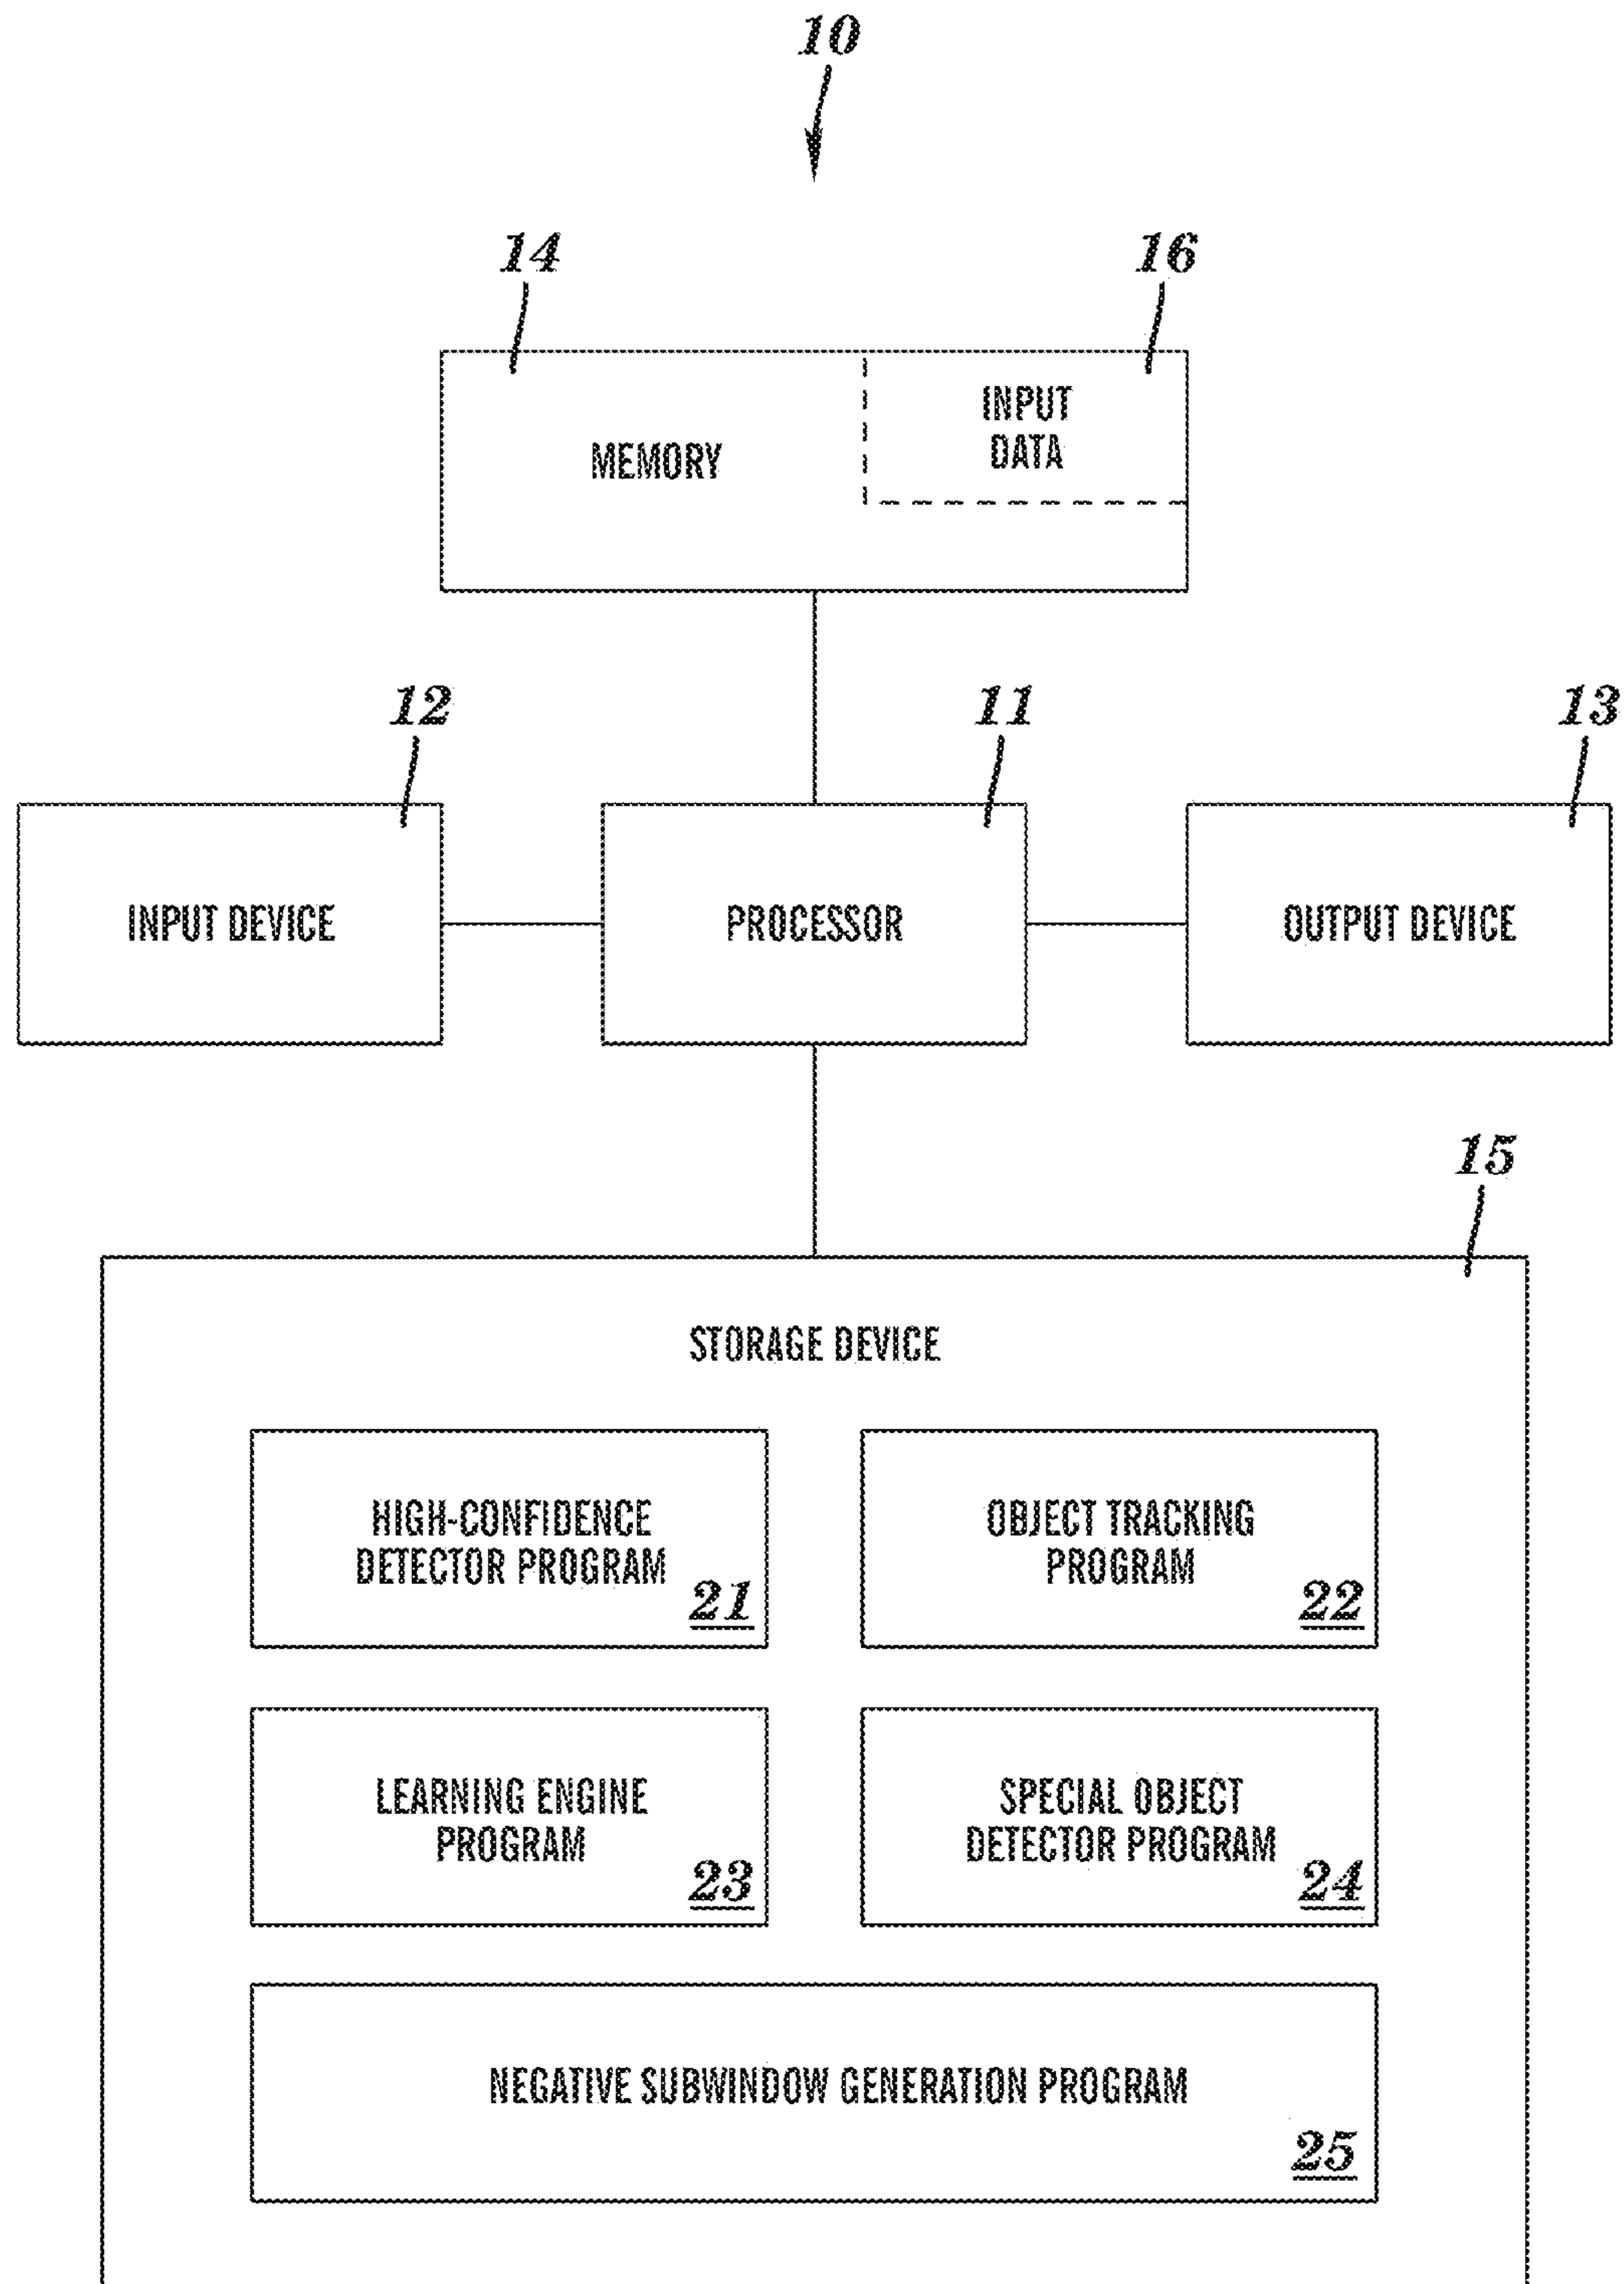 10
14
16
MEMORY
INPUT
DATA
12
11
13
INPUT DEVICE
PROCESSOR
OUTPUT DEVICE
15
STORAGE DEVICE
HIGH-CONFIDENCE
DETECTOR PROGRAM
21
OBJECT TRACKING
PROGRAM
22
LEARNING ENGINE
PROGRAM
23
SPECIAL OBJECT
DETECTOR PROGRAM
24
NEGATIVE SUBWINDOW GENERATION PROGRAM
25